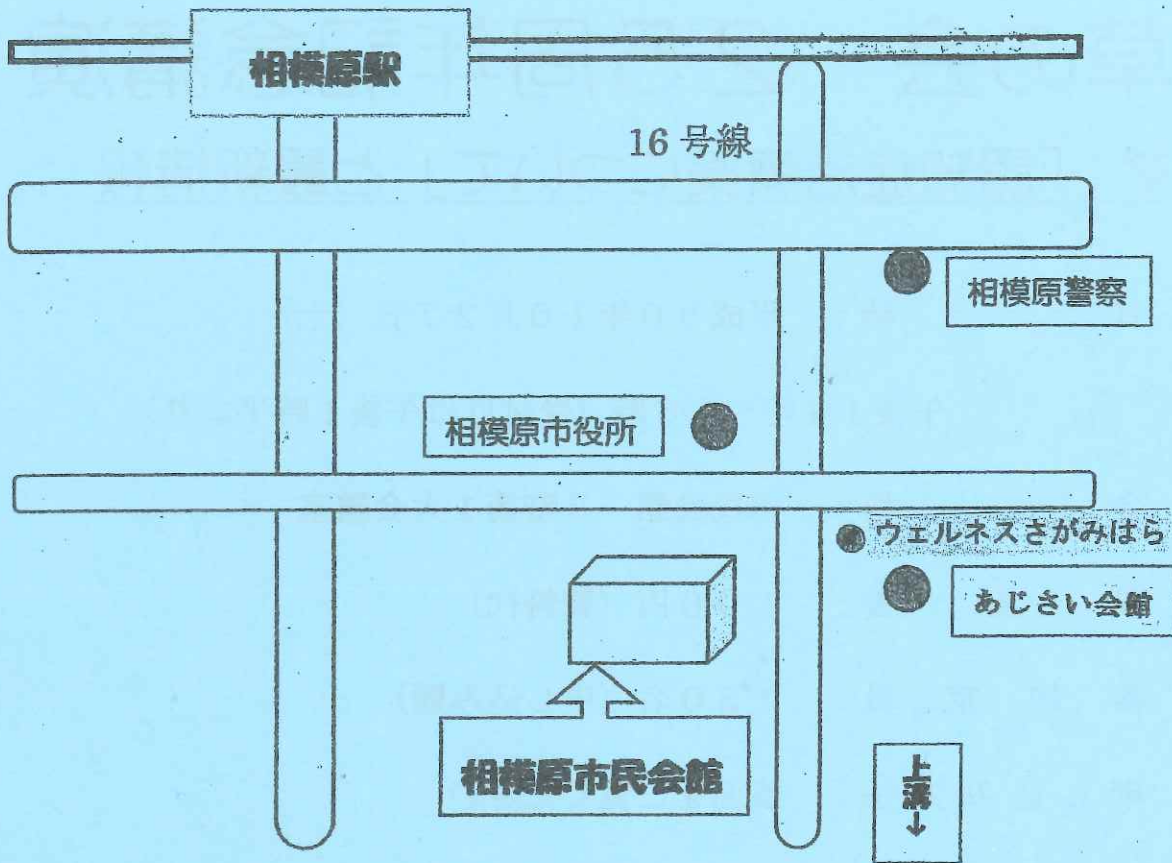 相模原駅
16 号線
相模原警察
相模原市役所
ウェルネスさがみはら
あじさい会館
相模原市民会館
上溝↓